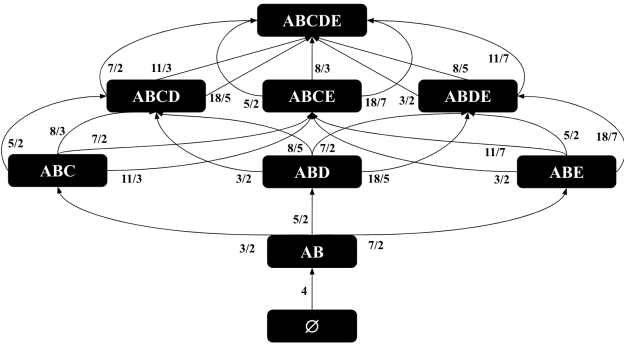 ABCDE
7/2 11/3 8/3 8/5 11/7
ABCD 18/5 5/2 ABCE 18/7 3/2 ABDE
5/2 8/3 7/2 8/5 7/2 5/2 18/7
11/7
ABC 11/3 3/2 ABD 18/5 3/2 ABE
5/2
3/2 AB 7/2
4
∅